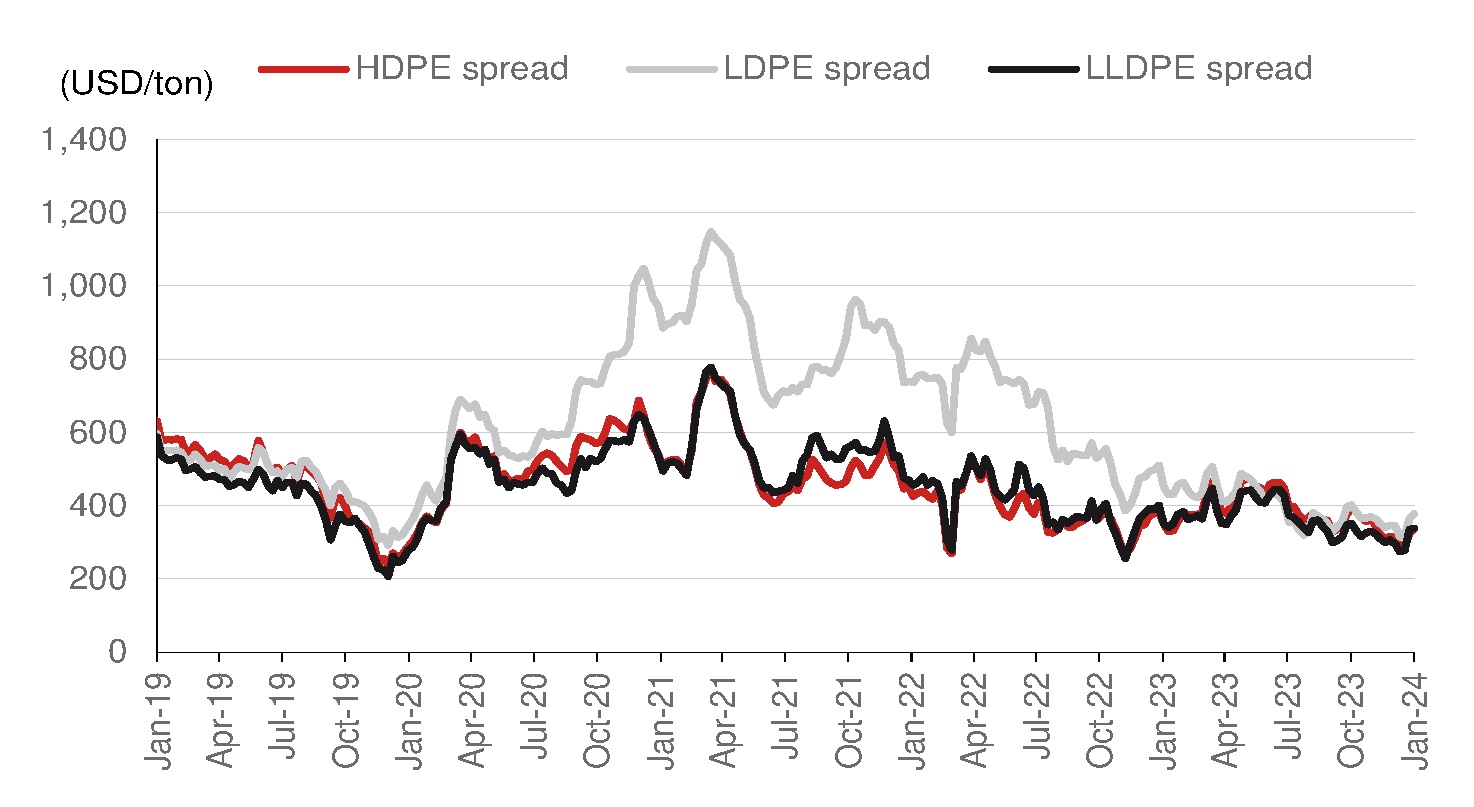 (USD/ton)
HDPE spread
LDPE spread
LLDPE spread
1,400
1,200
1,000
800
600
400
200
0
Jan-19
Apr-19
Jul-19
Oct-19
Jan-20
Apr-20
Jul-20
Oct-20
Jan-21
Apr-21
Jul-21
Oct-21
Jan-22
Apr-22
Jul-22
Oct-22
Jan-23
Apr-23
Jul-23
Oct-23
Jan-24